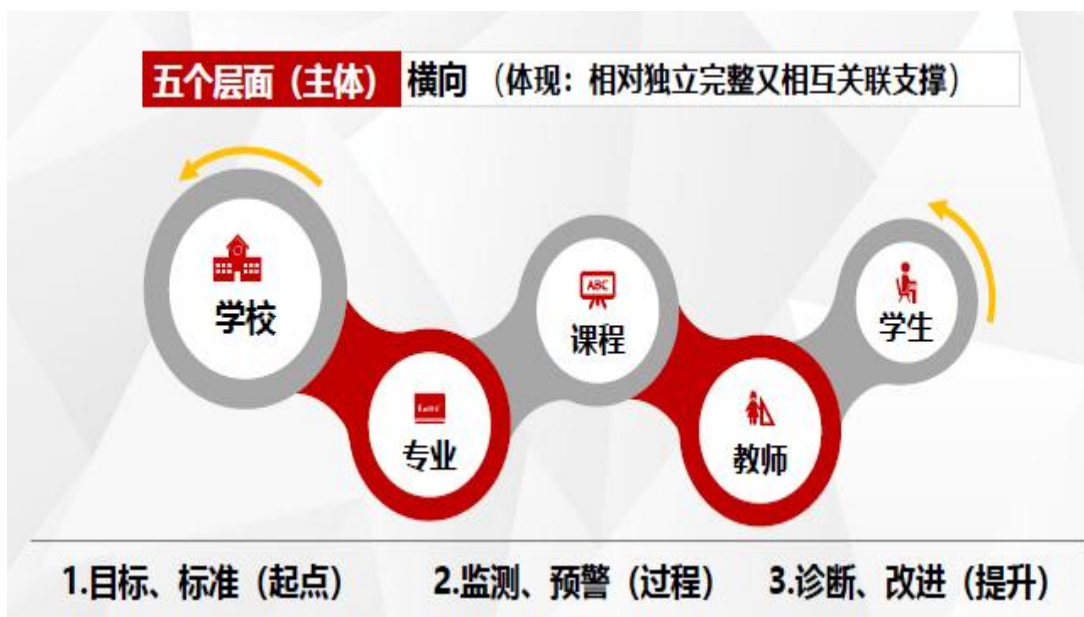 五个层面（主体） 横向 （体现：相对独立完整又相互关联支撑）
学校
ABC
课程
学生
专业
教师
1.目标、标准（起点） 2.监测、预警（过程） 3.诊断、改进（提升）